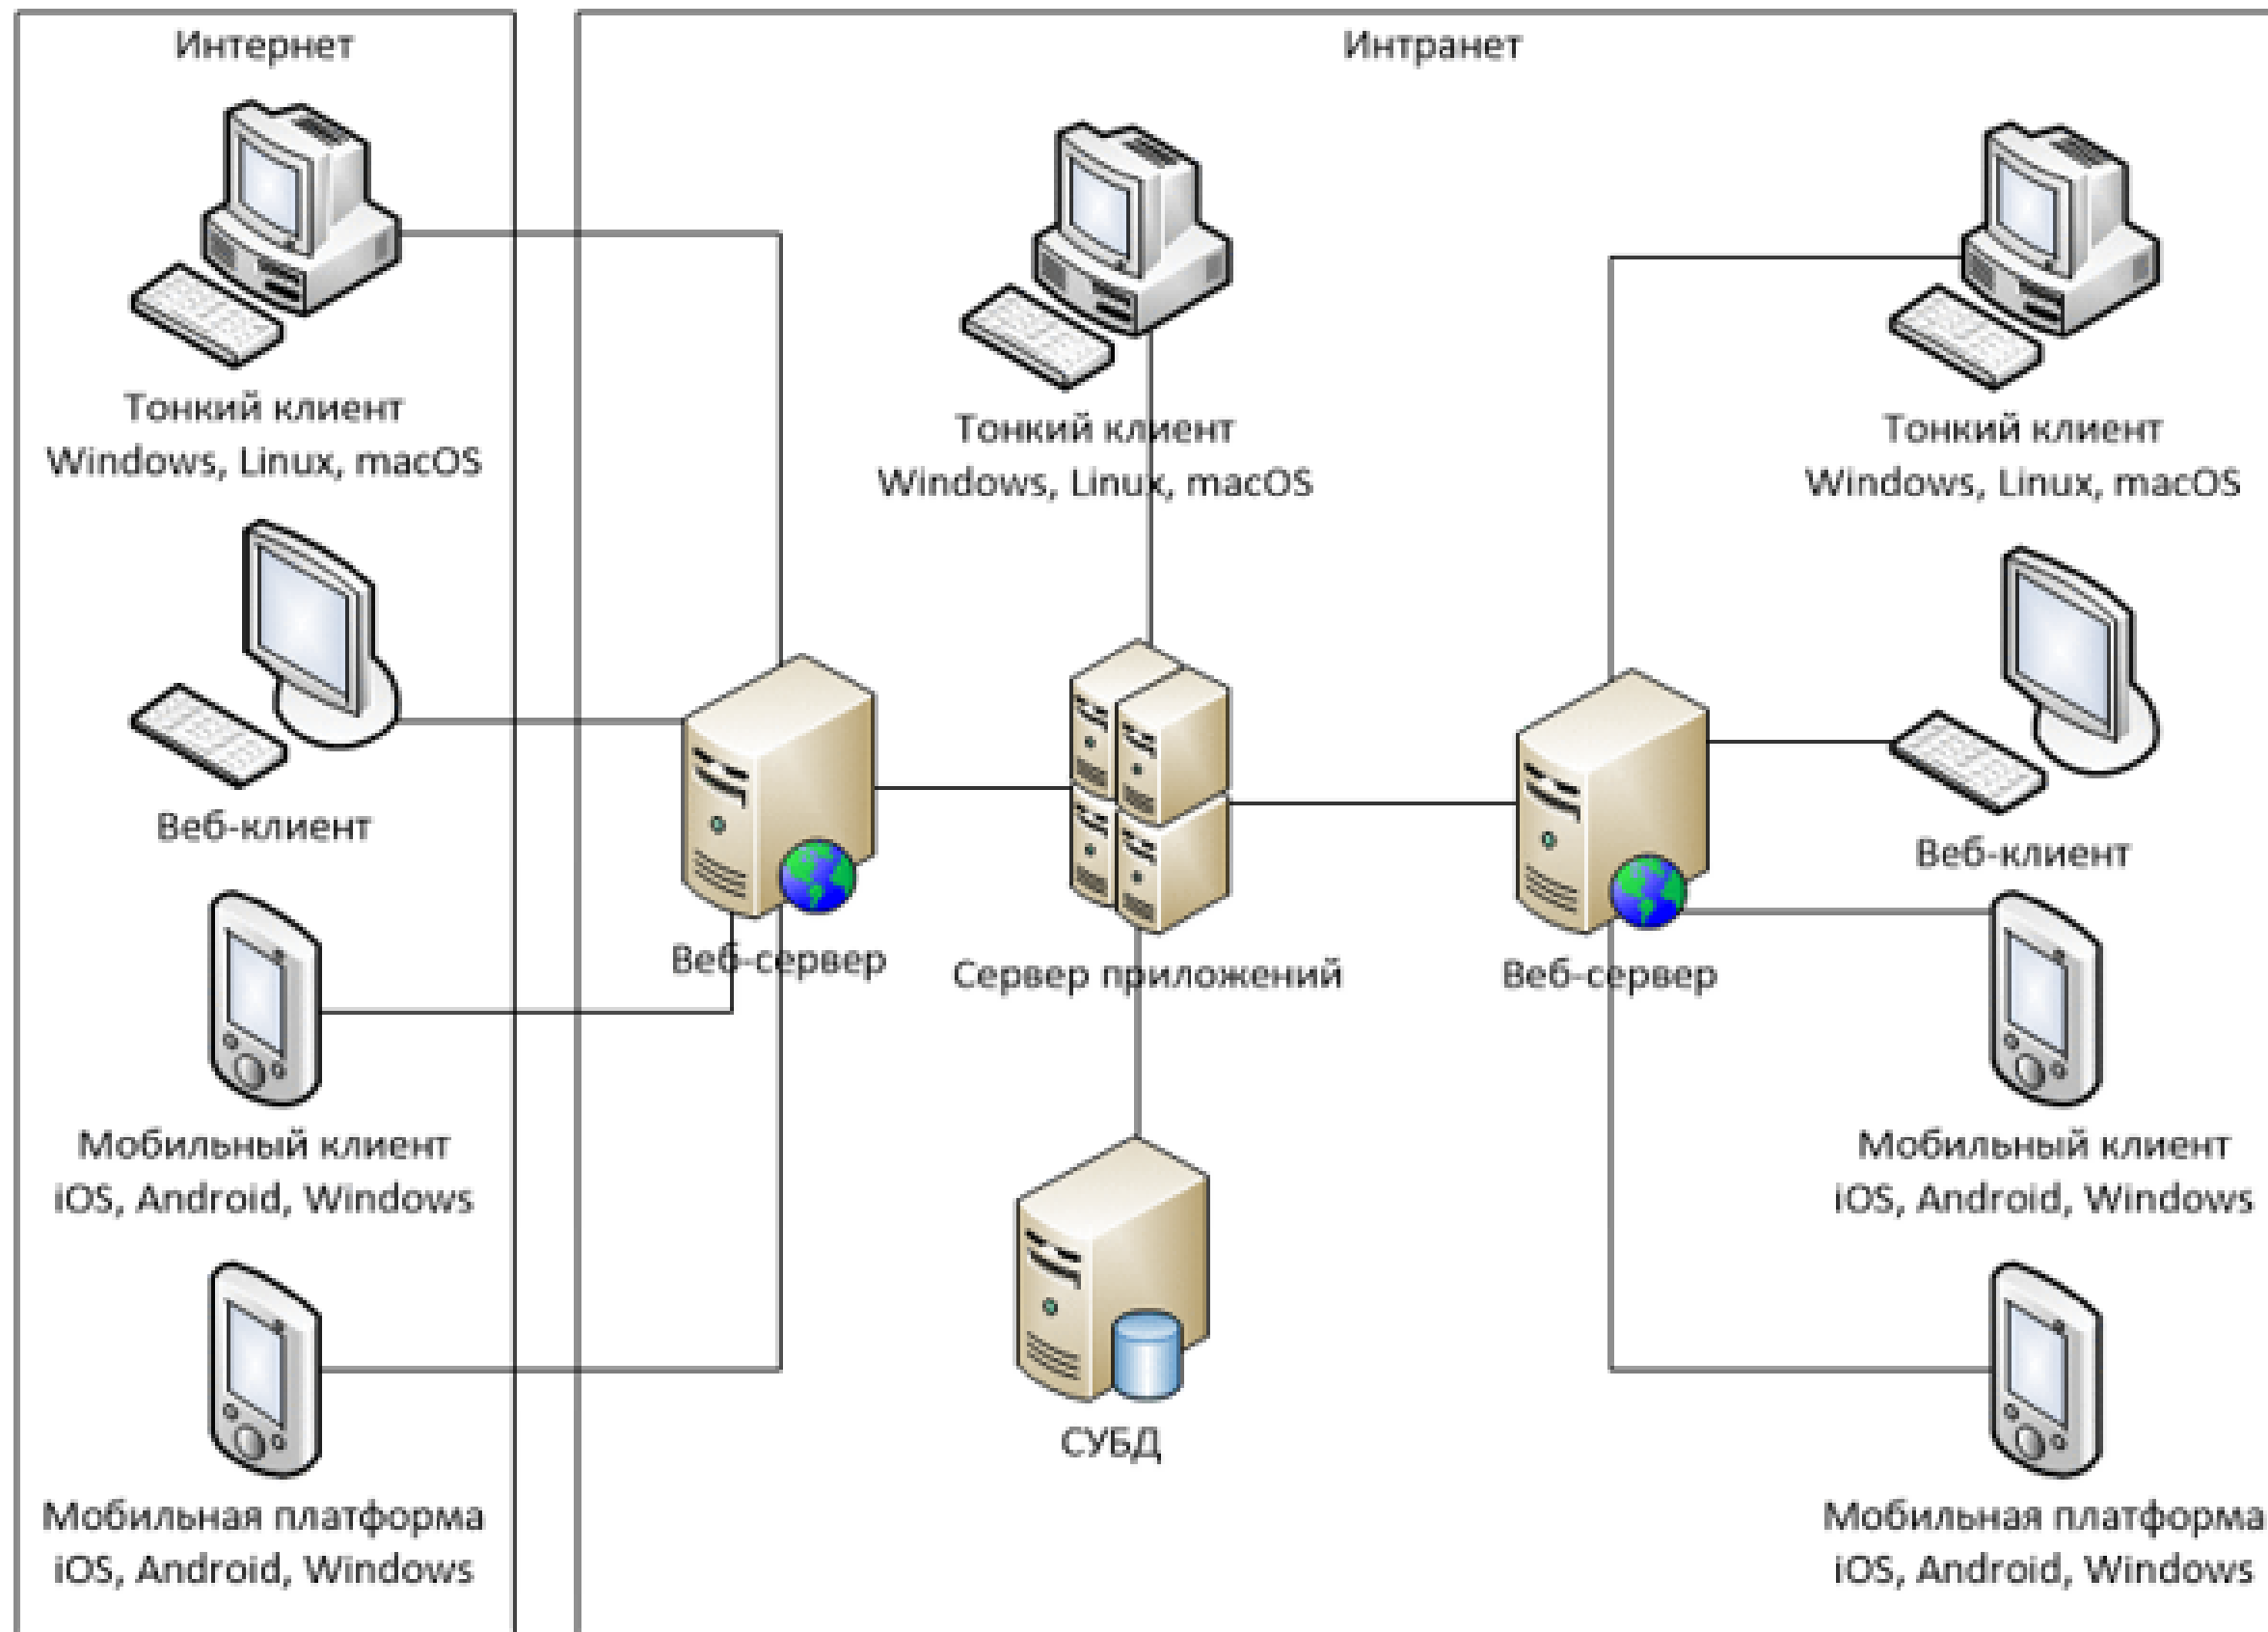 Интернет
Интранет
Тонкий клиент
Windows, Linux, macOS
Тонкий клиент
Windows, Linux, macOS
Тонкий клиент
Windows, Linux, macOS
Веб-клиент
Веб-клиент
Веб-сервер
Сервер приложений
Веб-сервер
Мобильный клиент
iOS, Android, Windows
Мобильный клиент
iOS, Android, Windows
СУБД
Мобильная платформа
iOS, Android, Windows
Мобильная платформа
iOS, Android, Windows